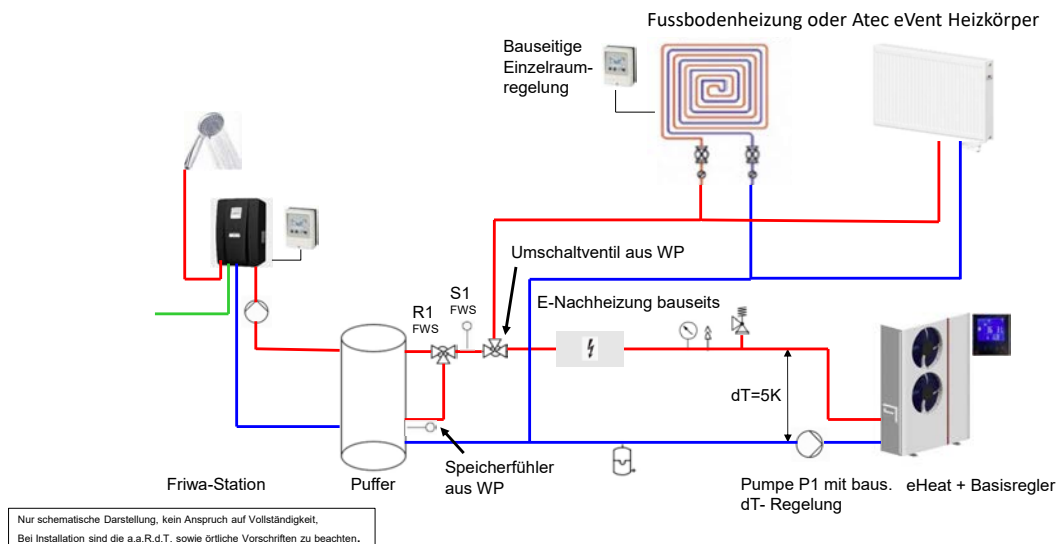 Fussbodenheizung oder Atec eVent Heizkörper
Bauseitige
Einzelraum-
regelung
Umschaltventil aus WP
S1
FWS
R1
FWS
E-Nachheizung bauseits
dT=5K
Speicherfühler
aus WP
Friwa-Station
Puffer
Pumpe P1 mit baus.
dT- Regelung
eHeat + Basisregler
Nur schematische Darstellung, kein Anspruch auf Vollständigkeit,
Bei Installation sind die a.a.R.d.T. sowie örtliche Vorschriften zu beachten.